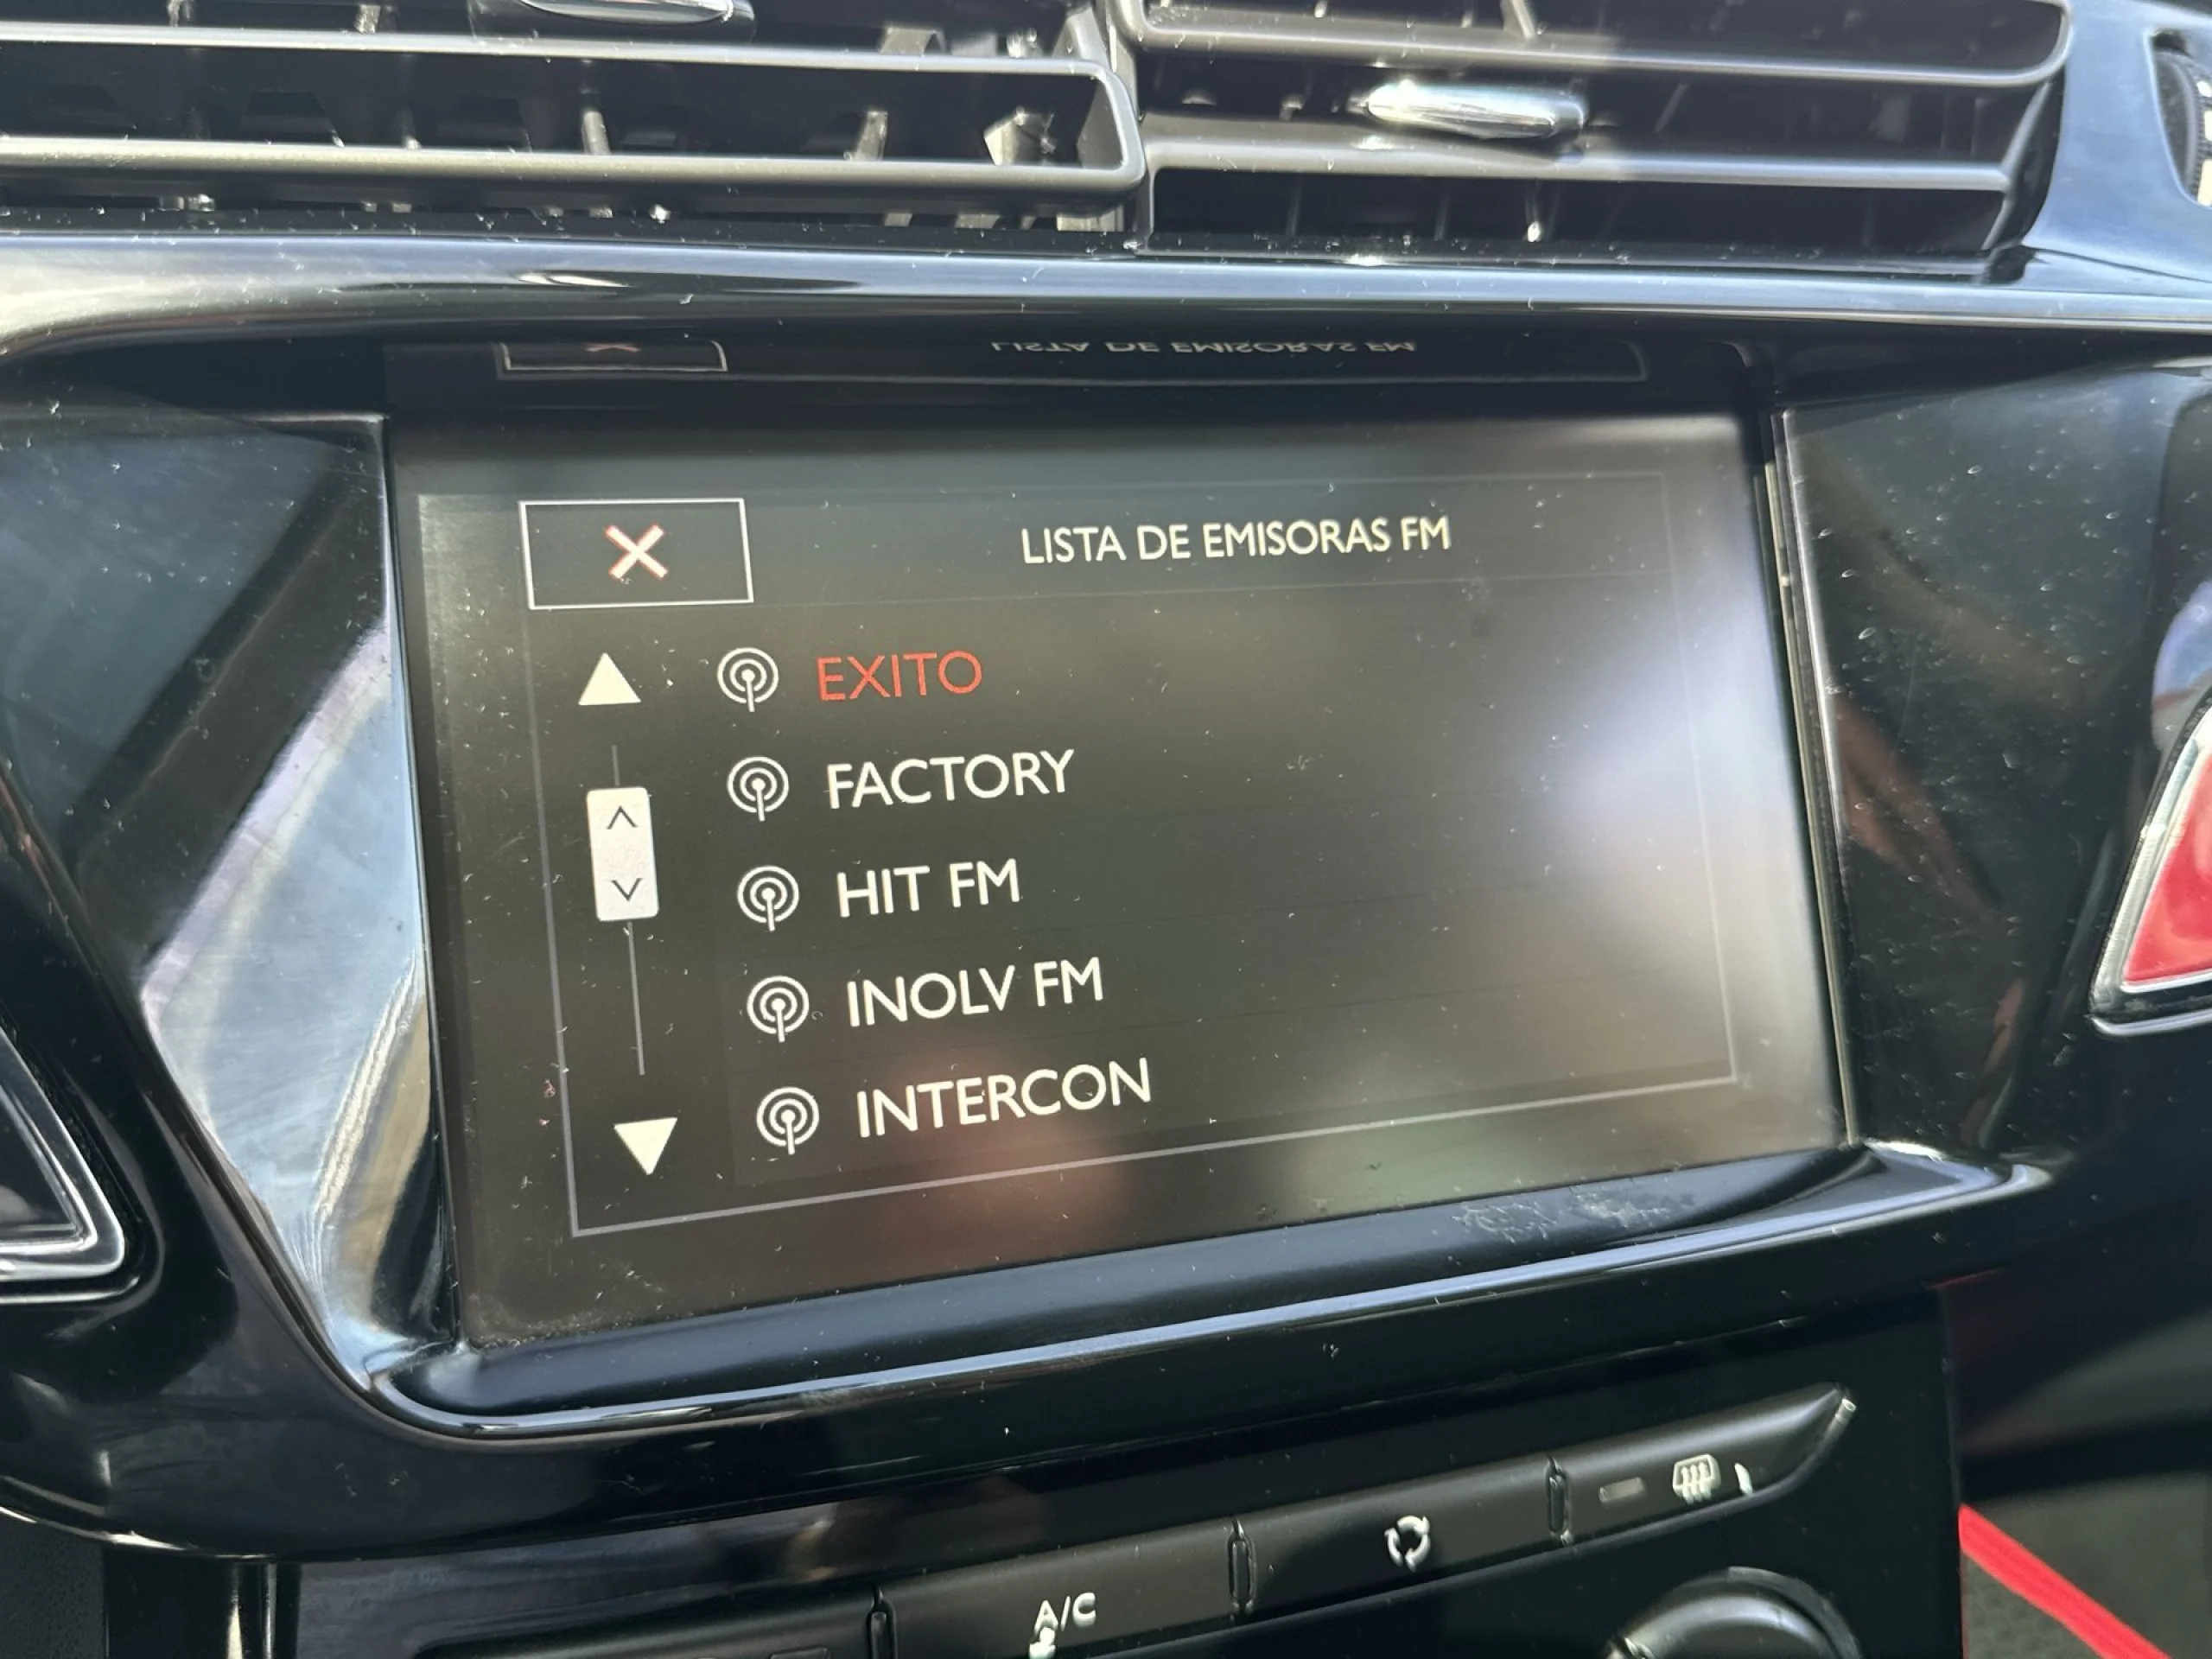 LISTA DE EMISORAS FM
EXITO
FACTORY
HIT FM
INOLV FM
INTERCON
A/C